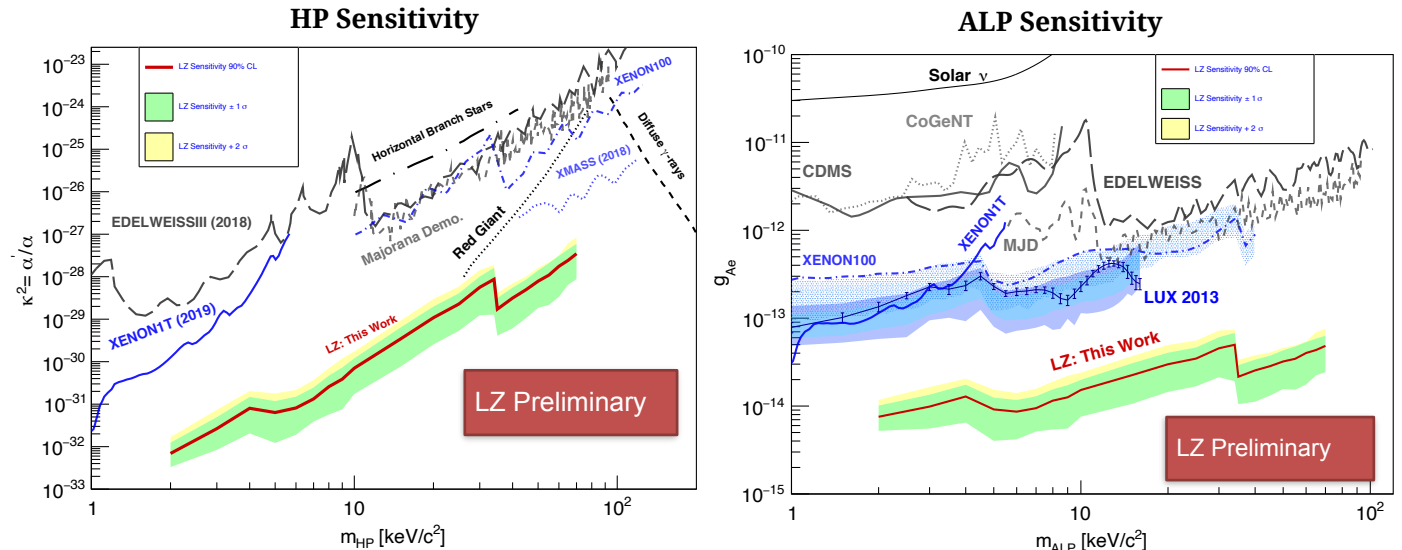 HP Sensitivity
κ²= α'/α
10⁻²³
10⁻²⁴
10⁻²⁵
10⁻²⁶
10⁻²⁷
10⁻²⁸
10⁻²⁹
10⁻³⁰
10⁻³¹
10⁻³²
10⁻³³
LZ Sensitivity 90% CL
LZ Sensitivity ± 1 σ
LZ Sensitivity + 2 σ
XENON100
Horizontal Branch Stars
Diffuse γ-rays
XMASS (2018)
EDELWEISSIII (2018)
Majorana Demo.
Red Giant
XENON1T (2019)
LZ: This Work
LZ Preliminary
1
10
10²
m_HP [keV/c²]
ALP Sensitivity
g_Ae
10⁻¹⁰
10⁻¹¹
10⁻¹²
10⁻¹³
10⁻¹⁴
10⁻¹⁵
LZ Sensitivity 90% CL
LZ Sensitivity ± 1 σ
LZ Sensitivity + 2 σ
Solar ν
CoGeNT
CDMS
EDELWEISS
XENON1T
MJD
XENON100
LUX 2013
LZ: This Work
LZ Preliminary
1
10
10²
m_ALP [keV/c²]